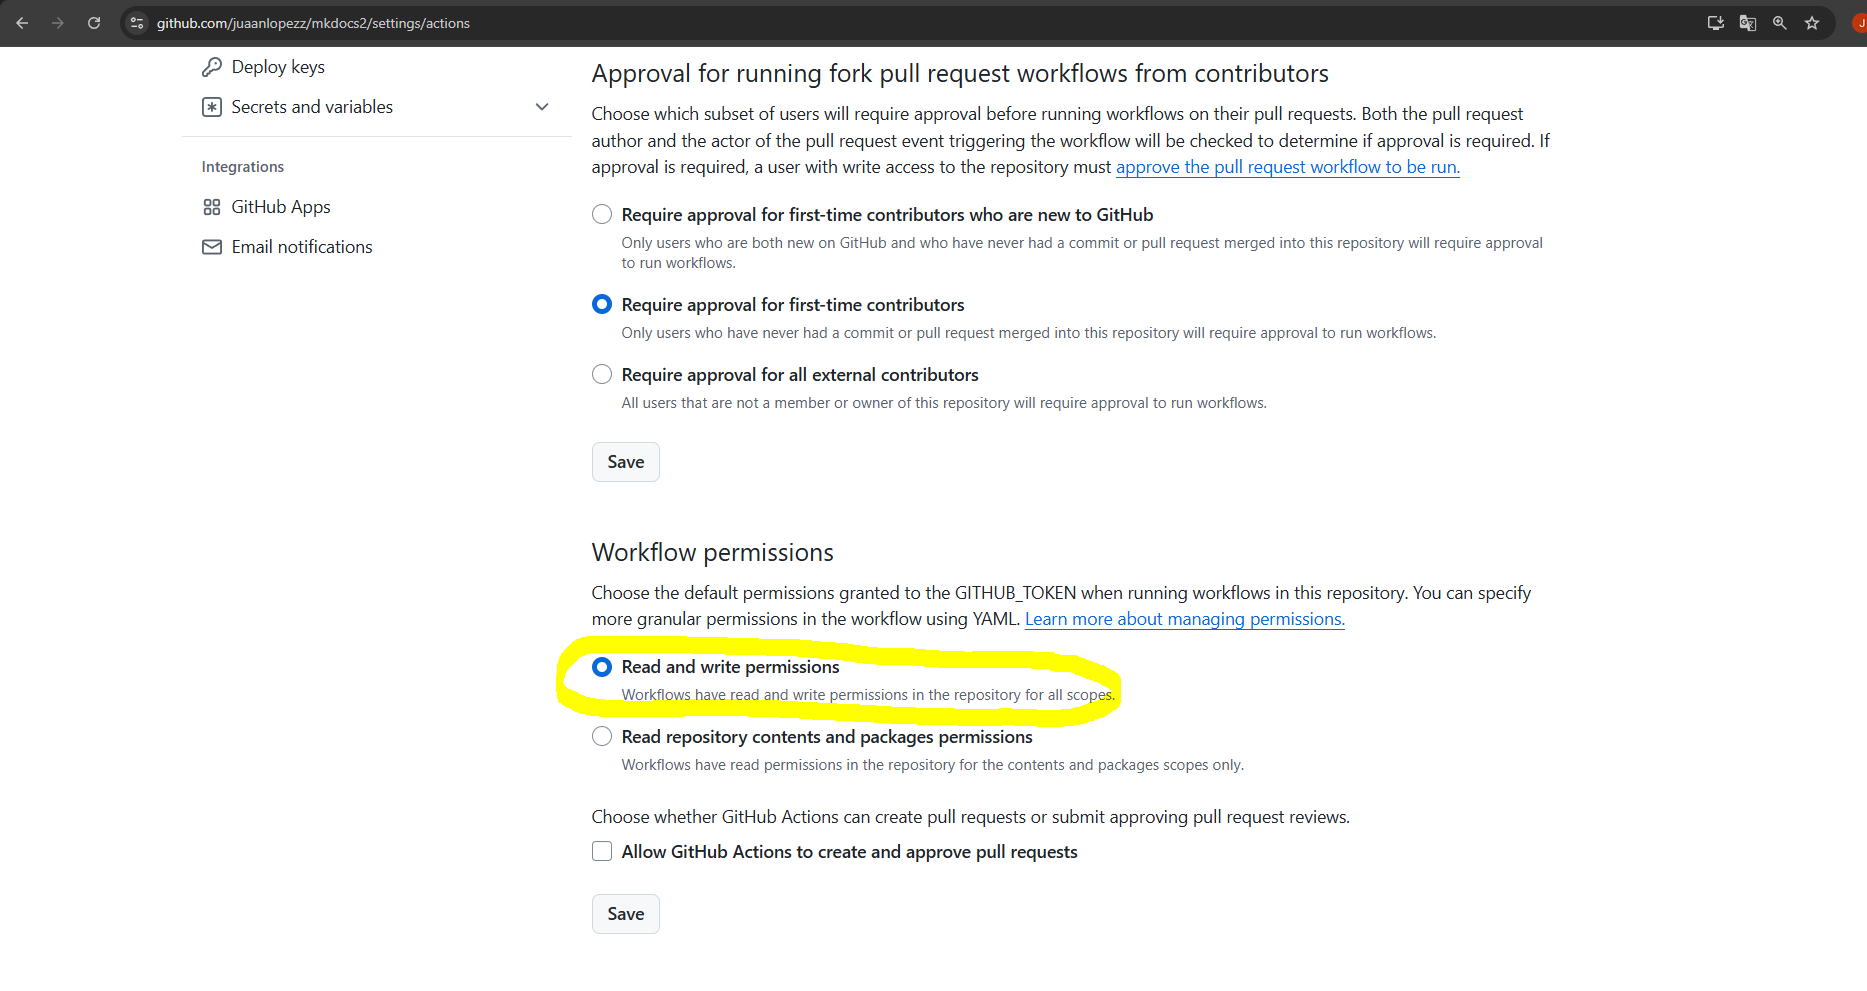 github.com/juaanlopezz/mkdocs2/settings/actions
J
Deploy keys
Secrets and variables
Integrations
GitHub Apps
Email notifications
Approval for running fork pull request workflows from contributors
Choose which subset of users will require approval before running workflows on their pull requests. Both the pull request
author and the actor of the pull request event triggering the workflow will be checked to determine if approval is required. If
approval is required, a user with write access to the repository must approve the pull request workflow to be run.
Require approval for first-time contributors who are new to GitHub
Only users who are both new on GitHub and who have never had a commit or pull request merged into this repository will require approval
to run workflows.
Require approval for first-time contributors
Only users who have never had a commit or pull request merged into this repository will require approval to run workflows.
Require approval for all external contributors
All users that are not a member or owner of this repository will require approval to run workflows.
Save
Workflow permissions
Choose the default permissions granted to the GITHUB_TOKEN when running workflows in this repository. You can specify
more granular permissions in the workflow using YAML. Learn more about managing permissions.
Read and write permissions
Workflows have read and write permissions in the repository for all scopes.
Read repository contents and packages permissions
Workflows have read permissions in the repository for the contents and packages scopes only.
Choose whether GitHub Actions can create pull requests or submit approving pull request reviews.
Allow GitHub Actions to create and approve pull requests
Save